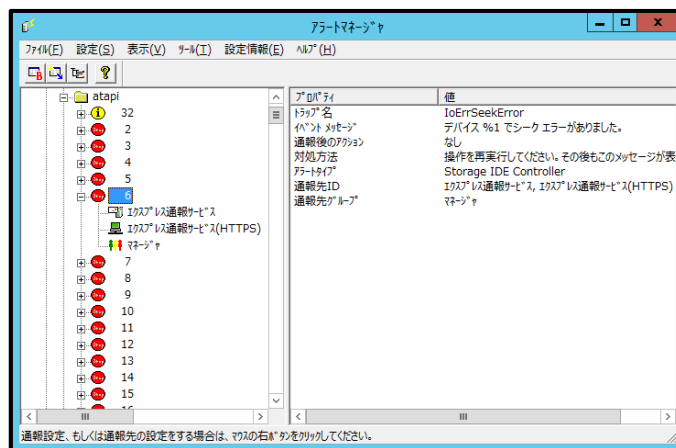 アラートマネージャ
ファイル(F) 設定(S) 表示(V) ツール(T) 設定情報(E) ヘルプ(H)
atapi
32
2
3
4
5
6
エクスプレス通報サービス
エクスプレス通報サービス(HTTPS)
マネージャ
7
8
9
10
11
12
13
14
15
プロパティ 値
トラップ名 IoErrSeekError
イベント メッセージ デバイス %1 でシーク エラーがありました。
通報後のアクション なし
対処方法 操作を再実行してください。その後もこのメッセージが表
アラートタイプ Storage IDE Controller
通報先ID エクスプレス通報サービス, エクスプレス通報サービス(HTTPS)
通報先グループ マネージャ
通報設定、もしくは通報先の設定をする場合は、マウスの右ボタンをクリックしてください。